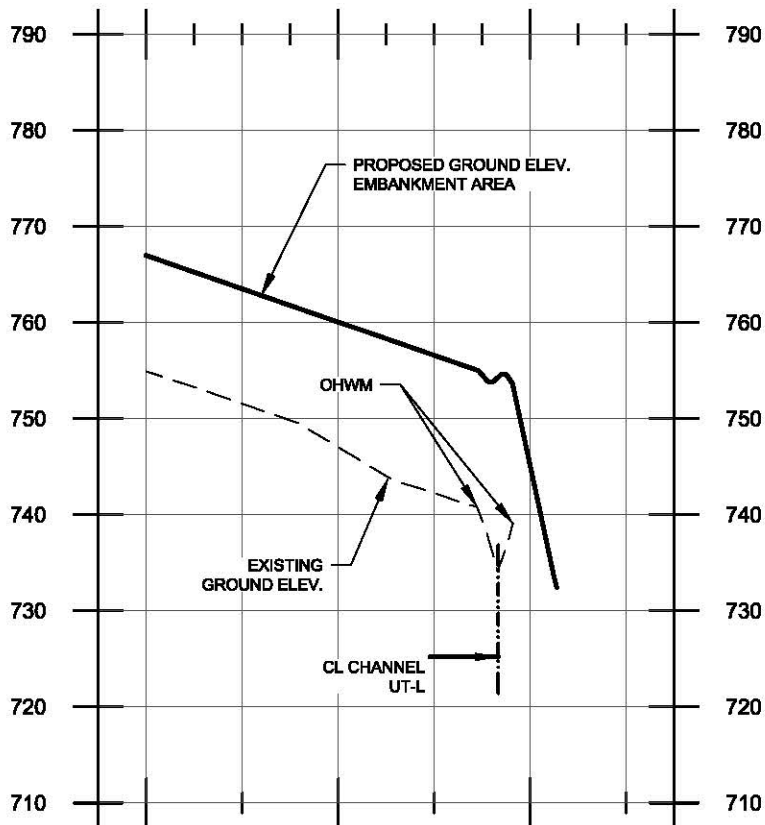 790 790
780 780
PROPOSED GROUND ELEV.
EMBANKMENT AREA
770 770
760 760
OHWM
750 750
740 740
EXISTING
GROUND ELEV.
730 730
CL CHANNEL
UT-L
720 720
710 710